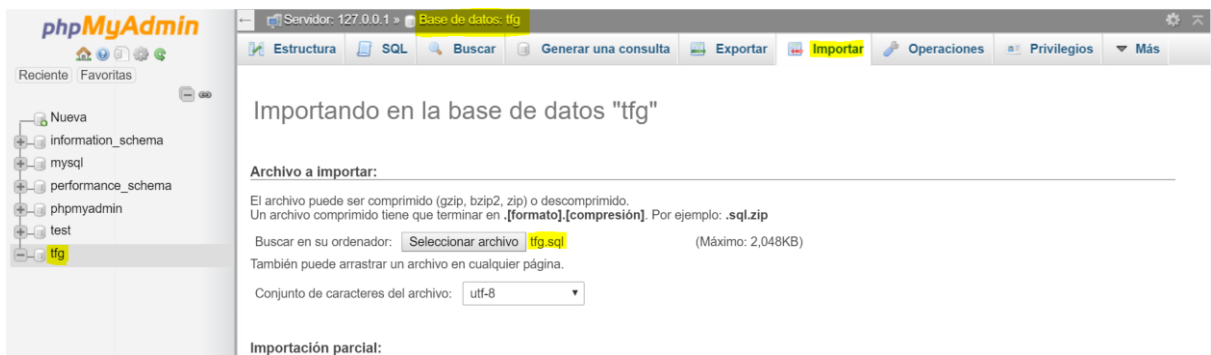 phpMyAdmin
Reciente Favoritas
Nueva
information_schema
mysql
performance_schema
phpmyadmin
test
tfg
Servidor: 127.0.0.1 » Base de datos: tfg
Estructura SQL Buscar Generar una consulta Exportar Importar Operaciones Privilegios Más
Importando en la base de datos "tfg"
Archivo a importar:
El archivo puede ser comprimido (gzip, bzip2, zip) o descomprimido.
Un archivo comprimido tiene que terminar en .[formato].[compresión]. Por ejemplo: .sql.zip
Buscar en su ordenador: Seleccionar archivo tfg.sql (Máximo: 2,048KB)
También puede arrastrar un archivo en cualquier página.
Conjunto de caracteres del archivo: utf-8
Importación parcial: